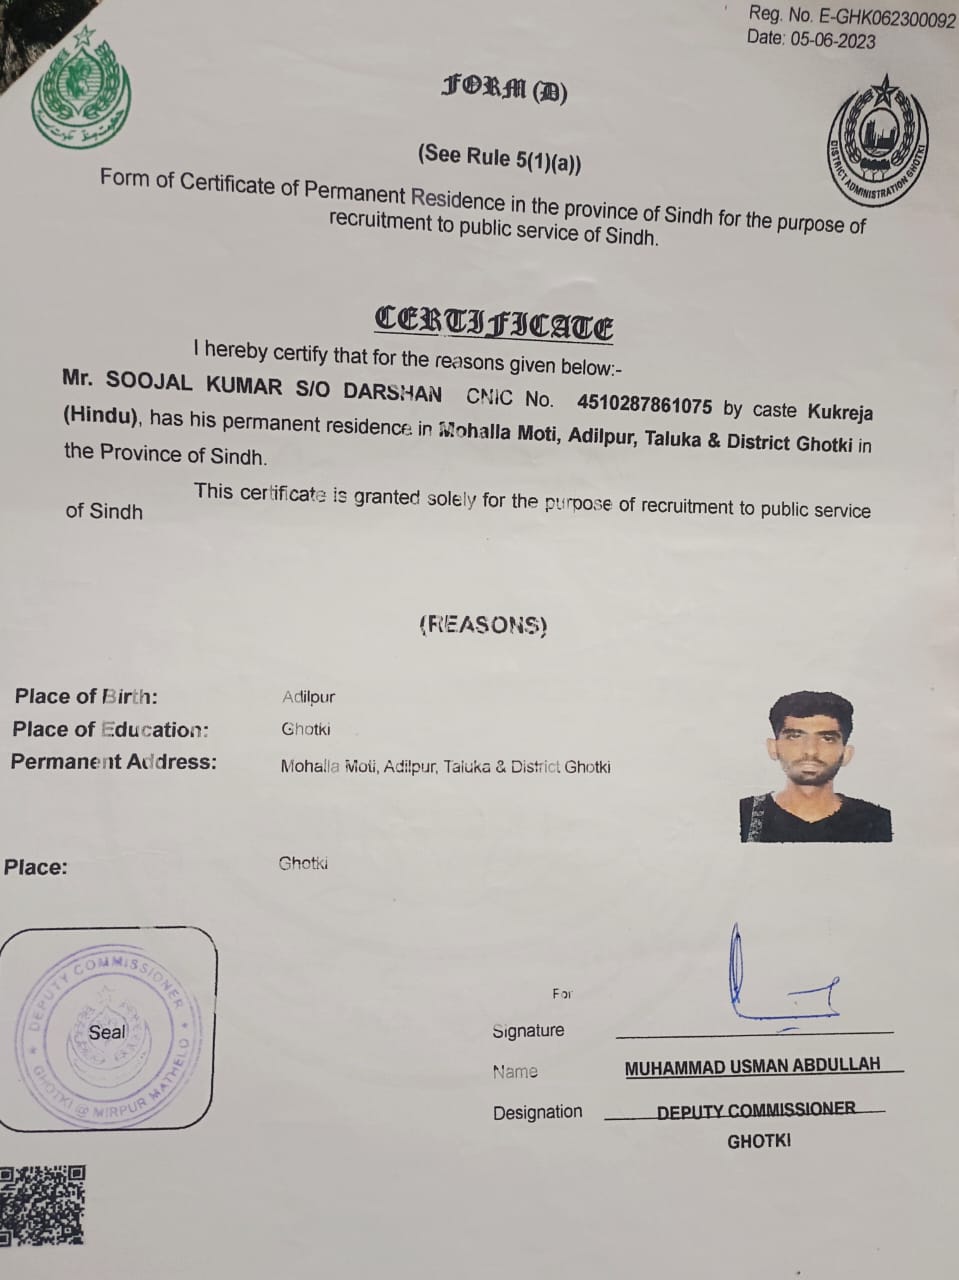 Reg. No. E-GHK062300092
Date: 05-06-2023
FORM (D)
(See Rule 5(1)(a))
DISTRICT ADMINISTRATION GHOTKI
Form of Certificate of Permanent Residence in the province of Sindh for the purpose of
recruitment to public service of Sindh.
CERTIFICATE
I hereby certify that for the reasons given below:-
Mr. SOOJAL KUMAR S/O DARSHAN CNIC No. 4510287861075 by caste Kukreja
(Hindu), has his permanent residence in Mohalla Moti, Adilpur, Taluka & District Ghotki in
the Province of Sindh.
This certificate is granted solely for the purpose of recruitment to public service
of Sindh
(REASONS)
Place of Birth: Adilpur
Place of Education: Ghotki
Permanent Address: Mohalla Moti, Adilpur, Taluka & District Ghotki
Place: Ghotki
DEPUTY COMMISSIONER
Seal
GHOTKI @ MIRPUR MATHELO
For
Signature
Name MUHAMMAD USMAN ABDULLAH
Designation DEPUTY COMMISSIONER
GHOTKI